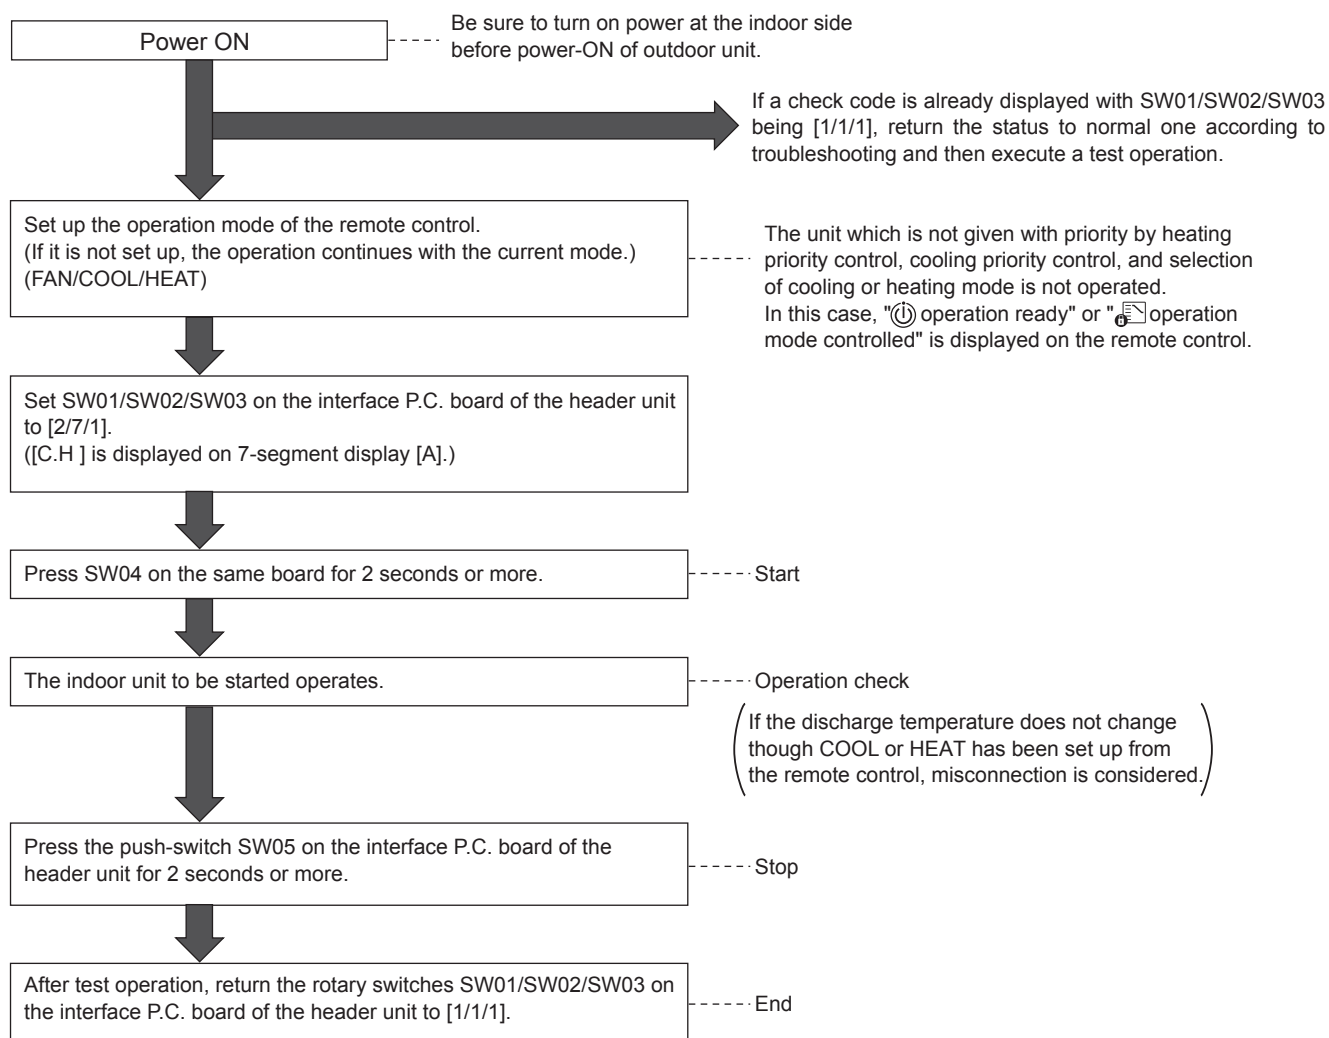 Power ON
Be sure to turn on power at the indoor side
before power-ON of outdoor unit.
If a check code is already displayed with SW01/SW02/SW03
being [1/1/1], return the status to normal one according to
troubleshooting and then execute a test operation.
Set up the operation mode of the remote control.
(If it is not set up, the operation continues with the current mode.)
(FAN/COOL/HEAT)
The unit which is not given with priority by heating
priority control, cooling priority control, and selection
of cooling or heating mode is not operated.
In this case, " operation ready" or " operation
mode controlled" is displayed on the remote control.
Set SW01/SW02/SW03 on the interface P.C. board of the header unit
to [2/7/1].
([C.H ] is displayed on 7-segment display [A].)
Press SW04 on the same board for 2 seconds or more.
Start
The indoor unit to be started operates.
Operation check
If the discharge temperature does not change
though COOL or HEAT has been set up from
the remote control, misconnection is considered.
Press the push-switch SW05 on the interface P.C. board of the
header unit for 2 seconds or more.
Stop
After test operation, return the rotary switches SW01/SW02/SW03 on
the interface P.C. board of the header unit to [1/1/1].
End